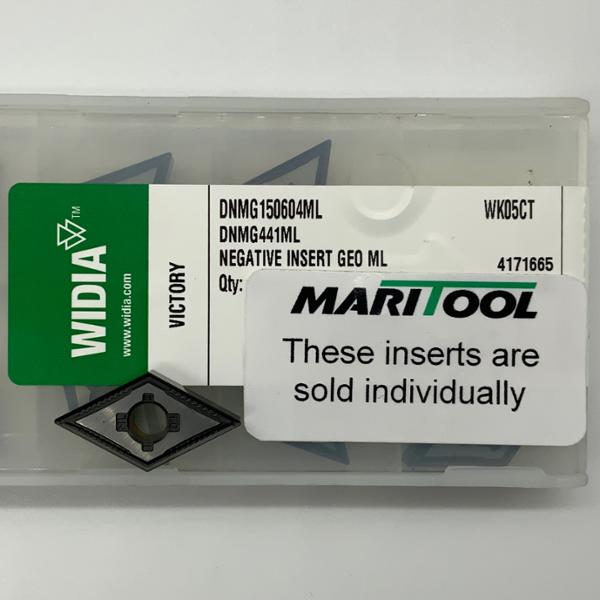 WIDIA™
www.widia.com
VICTORY
DNMG150604ML
WK05CT
DNMG441ML
NEGATIVE INSERT GEO ML
4171665
Qty:
MARITOOL
These inserts are
sold individually